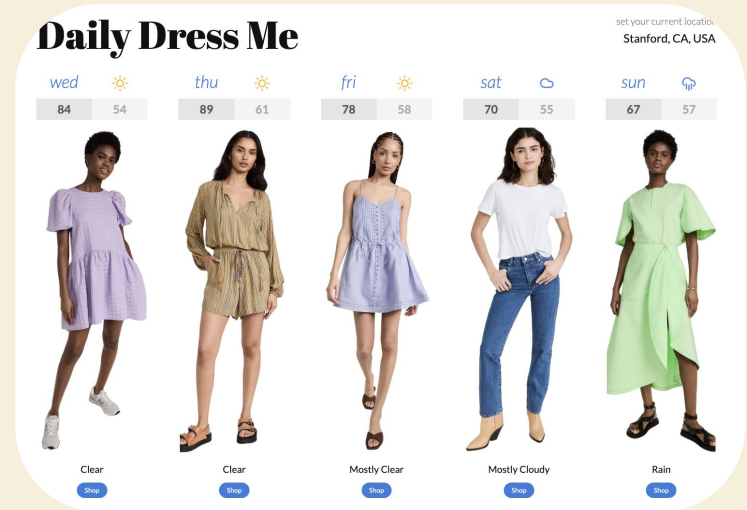 Daily Dress Me
set your current location
Stanford, CA, USA
wed thu fri sat sun
84 54 89 61 78 58 70 55 67 57
Clear Clear Mostly Clear Mostly Cloudy Rain
Shop Shop Shop Shop Shop